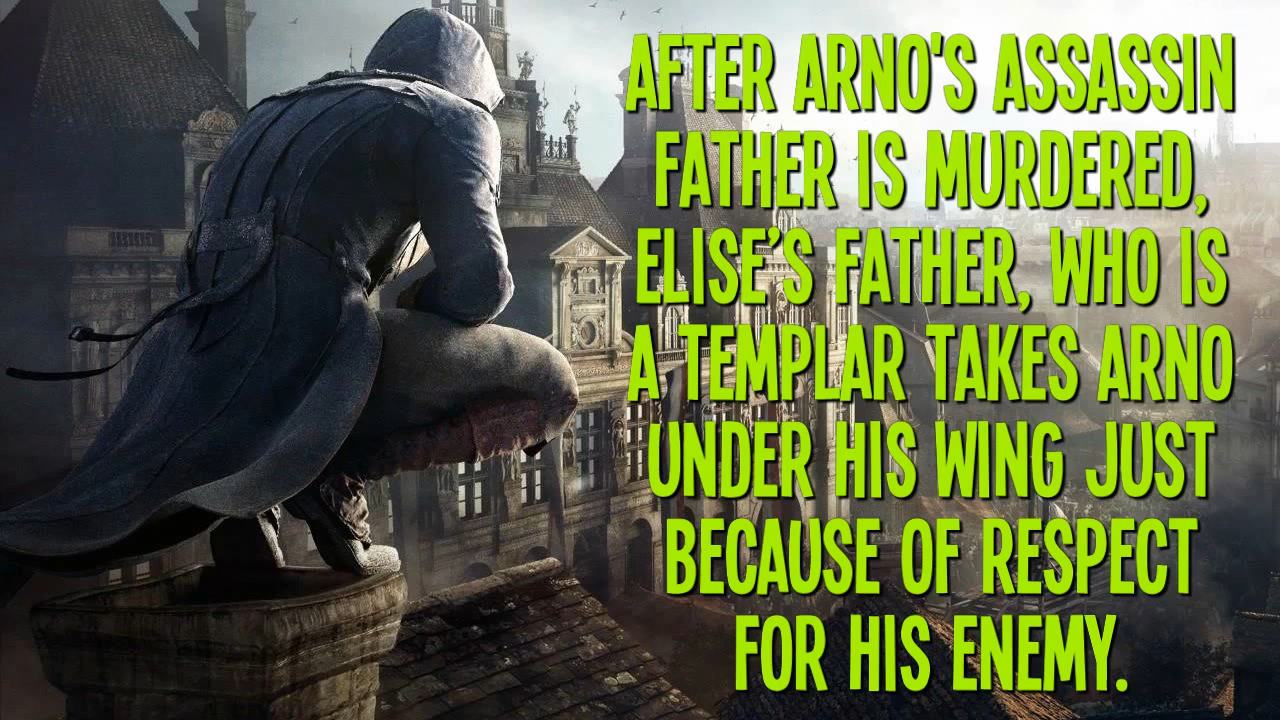 AFTER ARNO'S ASSASSIN
FATHER IS MURDERED,
ELISE'S FATHER, WHO IS
A TEMPLAR TAKES ARNO
UNDER HIS WING JUST
BECAUSE OF RESPECT
FOR HIS ENEMY.